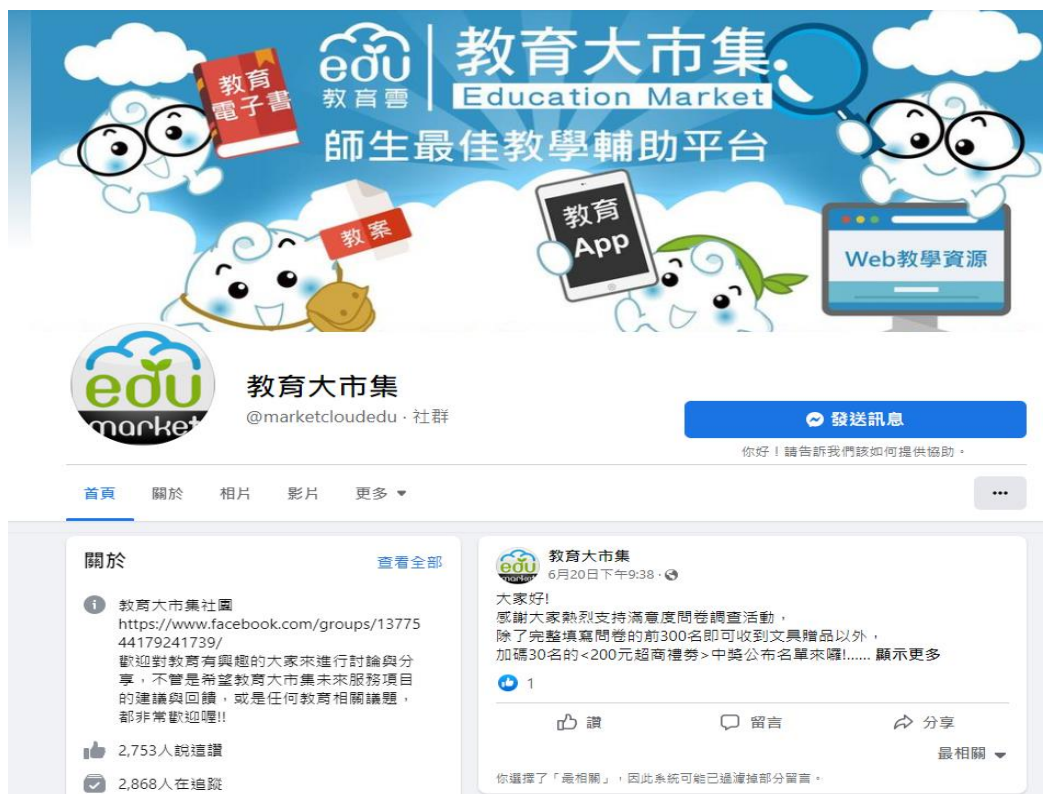 教育電子書
edu
教育雲
教育大市集
Education Market
師生最佳教學輔助平台
教案
教育App
Web教學資源
edu
market
教育大市集
@marketcloudedu · 社群
發送訊息
你好！請告訴我們該如何提供協助。
首頁 關於 相片 影片 更多
關於 查看全部
教育大市集社團
https://www.facebook.com/groups/13775
44179241739/
歡迎對教育有興趣的大家來進行討論與分
享，不管是希望教育大市集未來服務項目
的建議與回饋，或是任何教育相關議題，
都非常歡迎喔!!
2,753人說這讚
2,868人在追蹤
edu
market
教育大市集
6月20日下午9:38 ·
大家好!
感謝大家熱烈支持滿意度問卷調查活動，
除了完整填寫問卷的前300名即可收到文具贈品以外，
加碼30名的<200元超商禮券>中獎公布名單來囉!...... 顯示更多
1
讚 留言 分享
最相關
你選擇了「最相關」，因此系統可能已過濾掉部分留言。